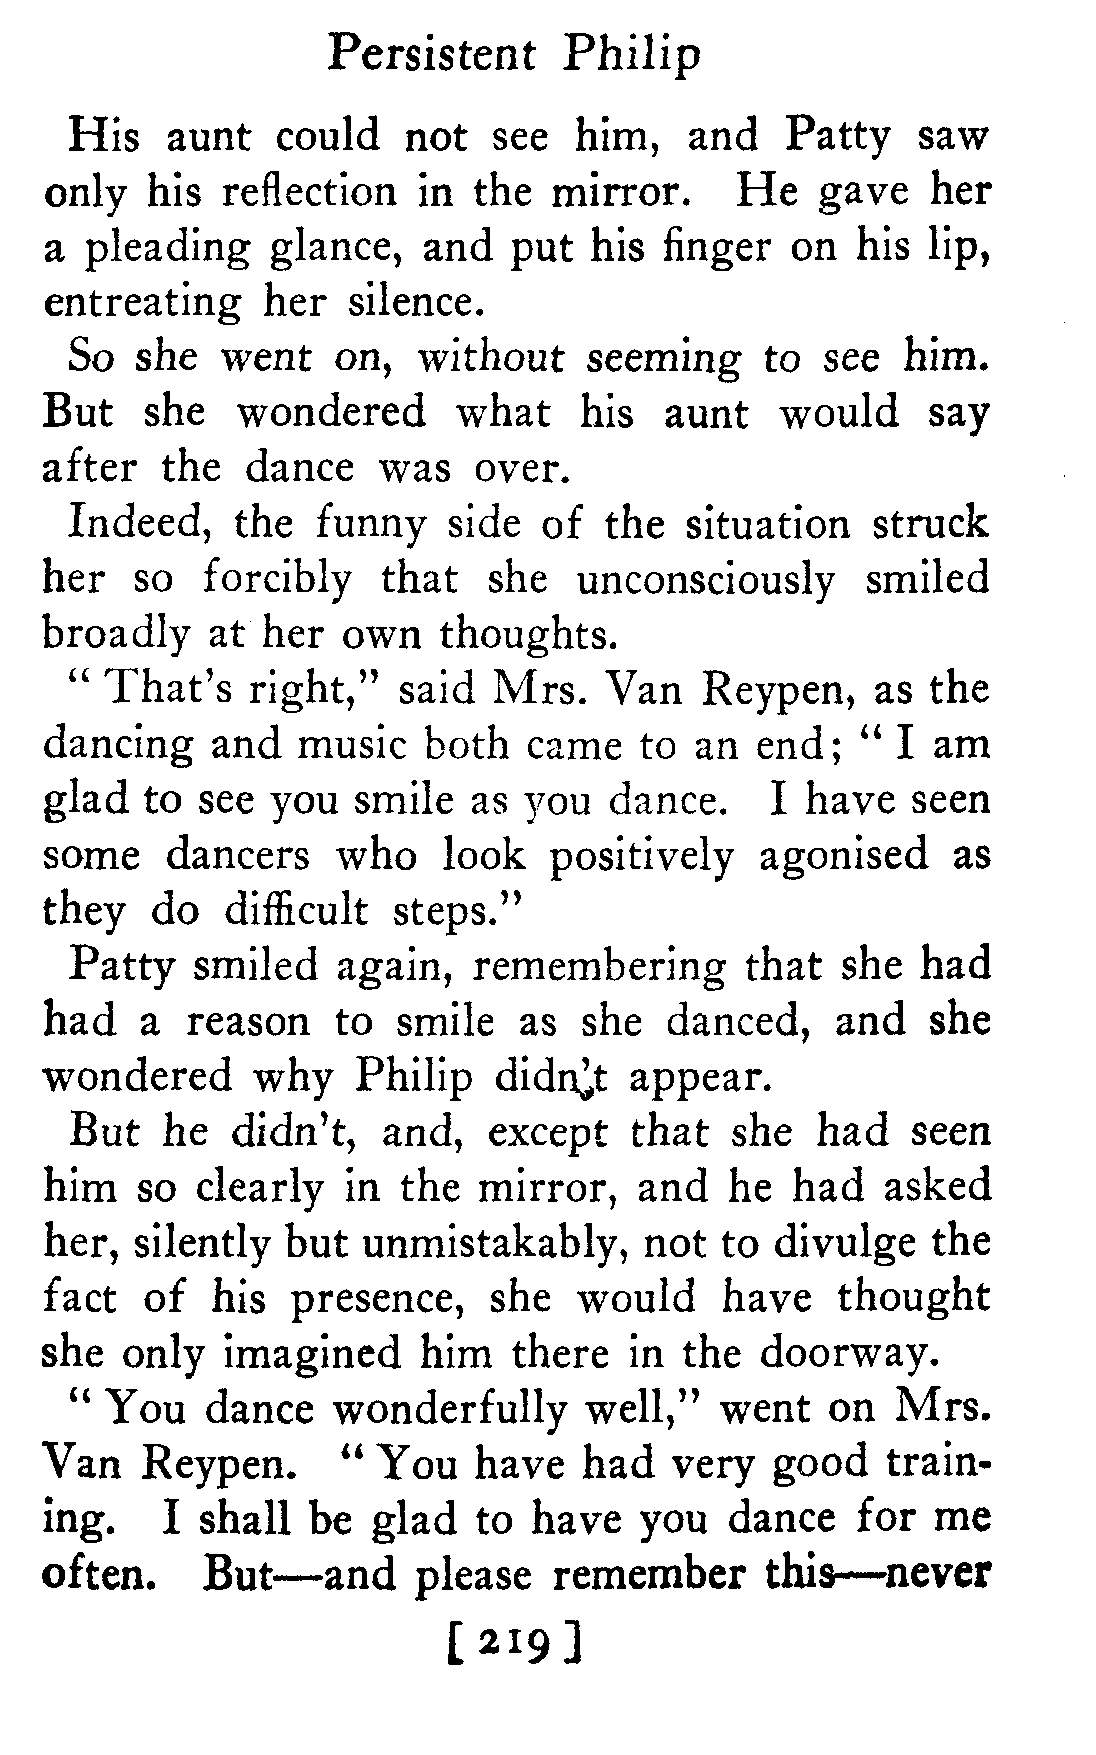 Persistent Philip
His aunt could not see him, and Patty saw
only his reflection in the mirror. He gave her
a pleading glance, and put his finger on his lip,
entreating her silence.
So she went on, without seeming to see him.
But she wondered what his aunt would say
after the dance was over.
Indeed, the funny side of the situation struck
her so forcibly that she unconsciously smiled
broadly at her own thoughts.
“ That’s right,” said Mrs. Van Reypen, as the
dancing and music both came to an end; “ I am
glad to see you smile as you dance. I have seen
some dancers who look positively agonised as
they do difficult steps.”
Patty smiled again, remembering that she had
had a reason to smile as she danced, and she
wondered why Philip didn’t appear.
But he didn’t, and, except that she had seen
him so clearly in the mirror, and he had asked
her, silently but unmistakably, not to divulge the
fact of his presence, she would have thought
she only imagined him there in the doorway.
“ You dance wonderfully well,” went on Mrs.
Van Reypen. “ You have had very good train-
ing. I shall be glad to have you dance for me
often. But—and please remember this—never
[ 219 ]